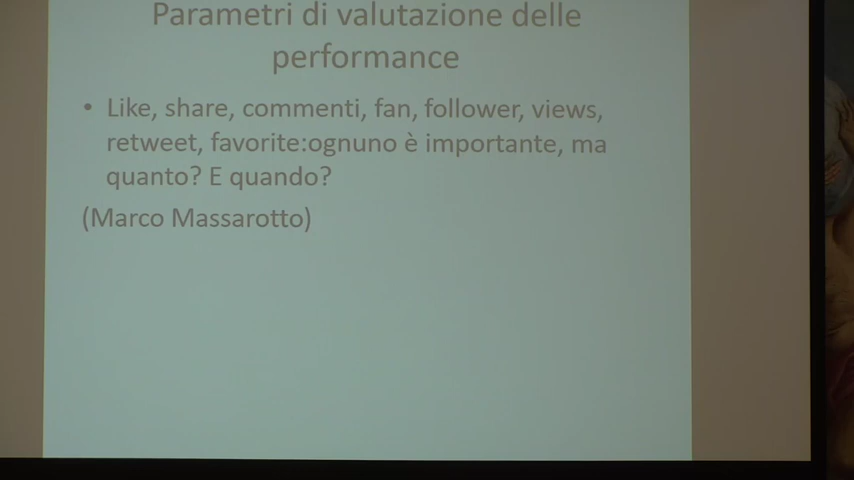 Parametri di valutazione delle
performance
• Like, share, commenti, fan, follower, views,
retweet, favorite:ognuno è importante, ma
quanto? E quando?
(Marco Massarotto)